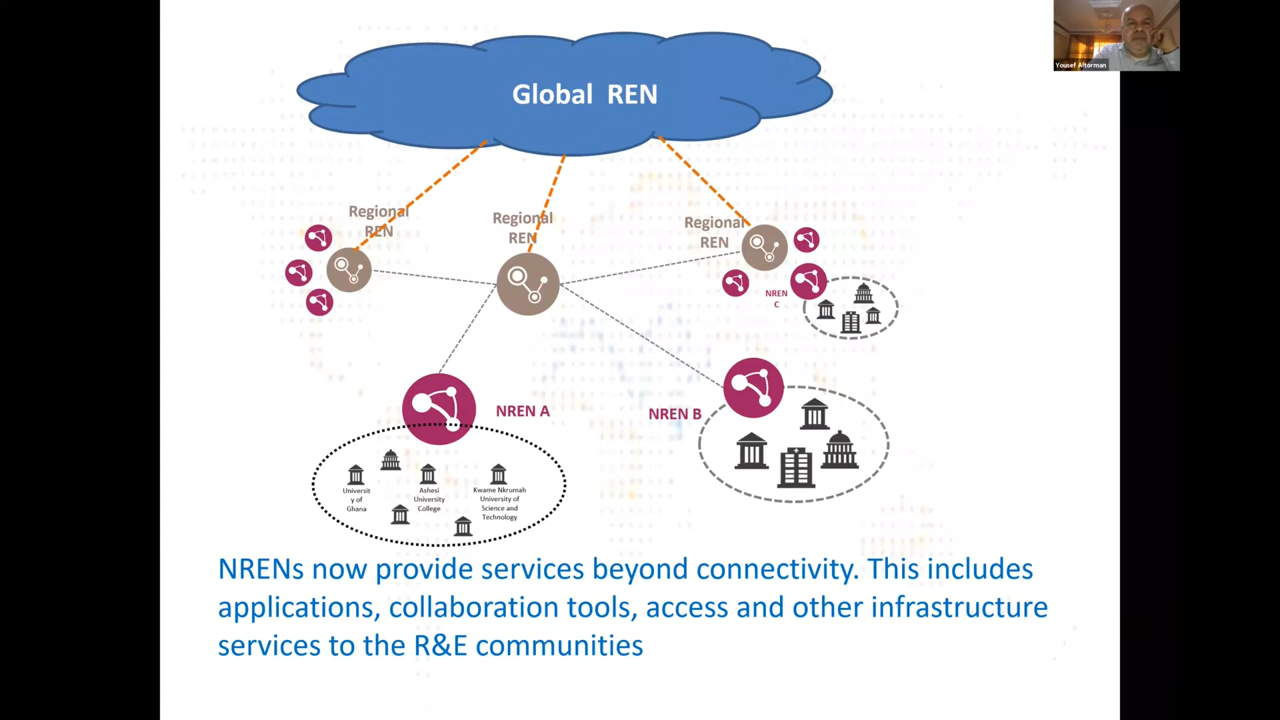 Yousef Altorman
Global REN
Regional
REN
Regional
REN
Regional
REN
NREN
C
NREN A
NREN B
Universit
y of
Ghana
Ashesi
University
College
Kwame Nkrumah
University of
Science and
Technology
NRENs now provide services beyond connectivity. This includes
applications, collaboration tools, access and other infrastructure
services to the R&E communities